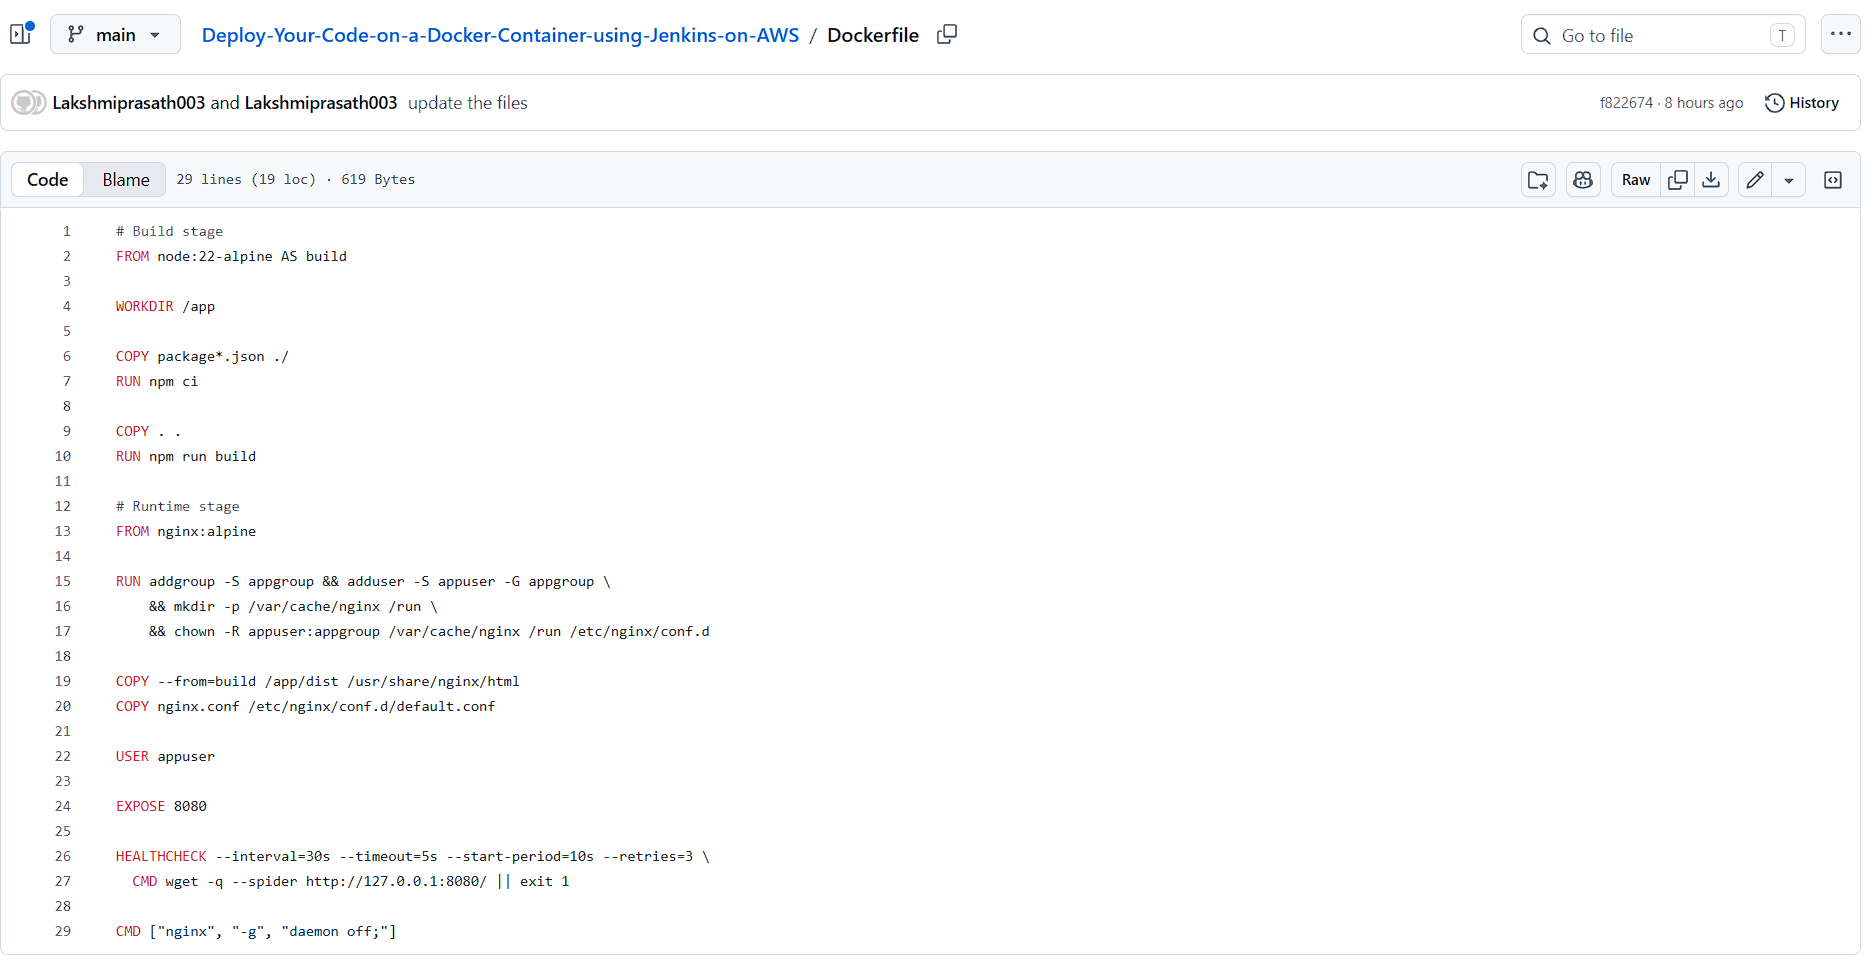 main
Deploy-Your-Code-on-a-Docker-Container-using-Jenkins-on-AWS / Dockerfile
Go to file
T
Lakshmiprasath003 and Lakshmiprasath003 update the files
f822674 · 8 hours ago
History
Code
Blame
29 lines (19 loc) · 619 Bytes
Raw
1 # Build stage
2 FROM node:22-alpine AS build
3
4 WORKDIR /app
5
6 COPY package*.json ./
7 RUN npm ci
8
9 COPY . .
10 RUN npm run build
11
12 # Runtime stage
13 FROM nginx:alpine
14
15 RUN addgroup -S appgroup && adduser -S appuser -G appgroup \
16     && mkdir -p /var/cache/nginx /run \
17     && chown -R appuser:appgroup /var/cache/nginx /run /etc/nginx/conf.d
18
19 COPY --from=build /app/dist /usr/share/nginx/html
20 COPY nginx.conf /etc/nginx/conf.d/default.conf
21
22 USER appuser
23
24 EXPOSE 8080
25
26 HEALTHCHECK --interval=30s --timeout=5s --start-period=10s --retries=3 \
27   CMD wget -q --spider http://127.0.0.1:8080/ || exit 1
28
29 CMD ["nginx", "-g", "daemon off;"]